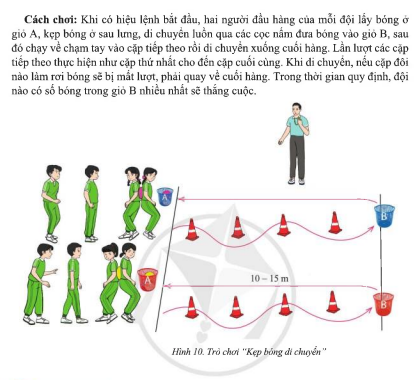 Cách chơi: Khi có hiệu lệnh bắt đầu, hai người đầu hàng của mỗi đội lấy bóng ở
giỏ A, kẹp bóng ở sau lưng, di chuyển luồn qua các cọc nấm đưa bóng vào giỏ B, sau
đó chạy về chạm tay vào cặp tiếp theo rồi di chuyển xuống cuối hàng. Lần lượt các cặp
tiếp theo thực hiện như cặp thứ nhất cho đến cặp cuối cùng. Khi di chuyển, nếu cặp đôi
nào làm rơi bóng sẽ bị mất lượt, phải quay về cuối hàng. Trong thời gian quy định, đội
nào có số bóng trong giỏ B nhiều nhất sẽ thắng cuộc.
A
B
10 – 15 m
A
B
Hình 10. Trò chơi “Kẹp bóng di chuyển”